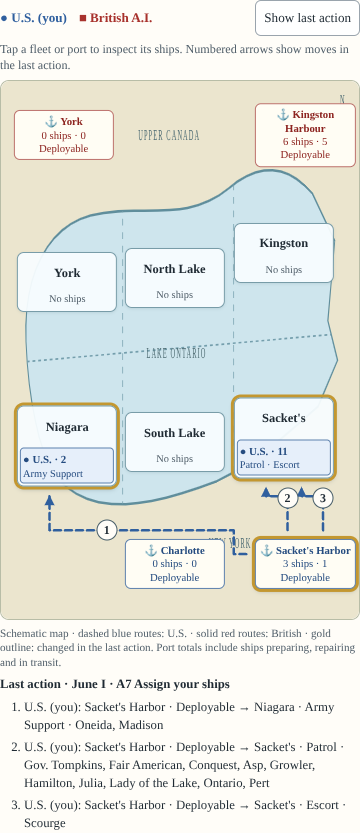 ● U.S. (you) ■ British A.I.
Show last action
Tap a fleet or port to inspect its ships. Numbered arrows show moves in
the last action.
N
⚓ York
0 ships · 0
Deployable
UPPER CANADA
⚓ Kingston
Harbour
6 ships · 5
Deployable
York
No ships
North Lake
No ships
Kingston
No ships
LAKE ONTARIO
Niagara
● U.S. · 2
Army Support
South Lake
No ships
Sacket's
● U.S. · 11
Patrol · Escort
1
2
3
YORK
⚓ Charlotte
0 ships · 0
Deployable
⚓ Sacket's Harbor
3 ships · 1
Deployable
Schematic map · dashed blue routes: U.S. · solid red routes: British · gold
outline: changed in the last action. Port totals include ships preparing, repairing
and in transit.
Last action · June I · A7 Assign your ships
1. U.S. (you): Sacket's Harbor · Deployable → Niagara · Army
Support · Oneida, Madison
2. U.S. (you): Sacket's Harbor · Deployable → Sacket's · Patrol ·
Gov. Tompkins, Fair American, Conquest, Asp, Growler,
Hamilton, Julia, Lady of the Lake, Ontario, Pert
3. U.S. (you): Sacket's Harbor · Deployable → Sacket's · Escort ·
Scourge